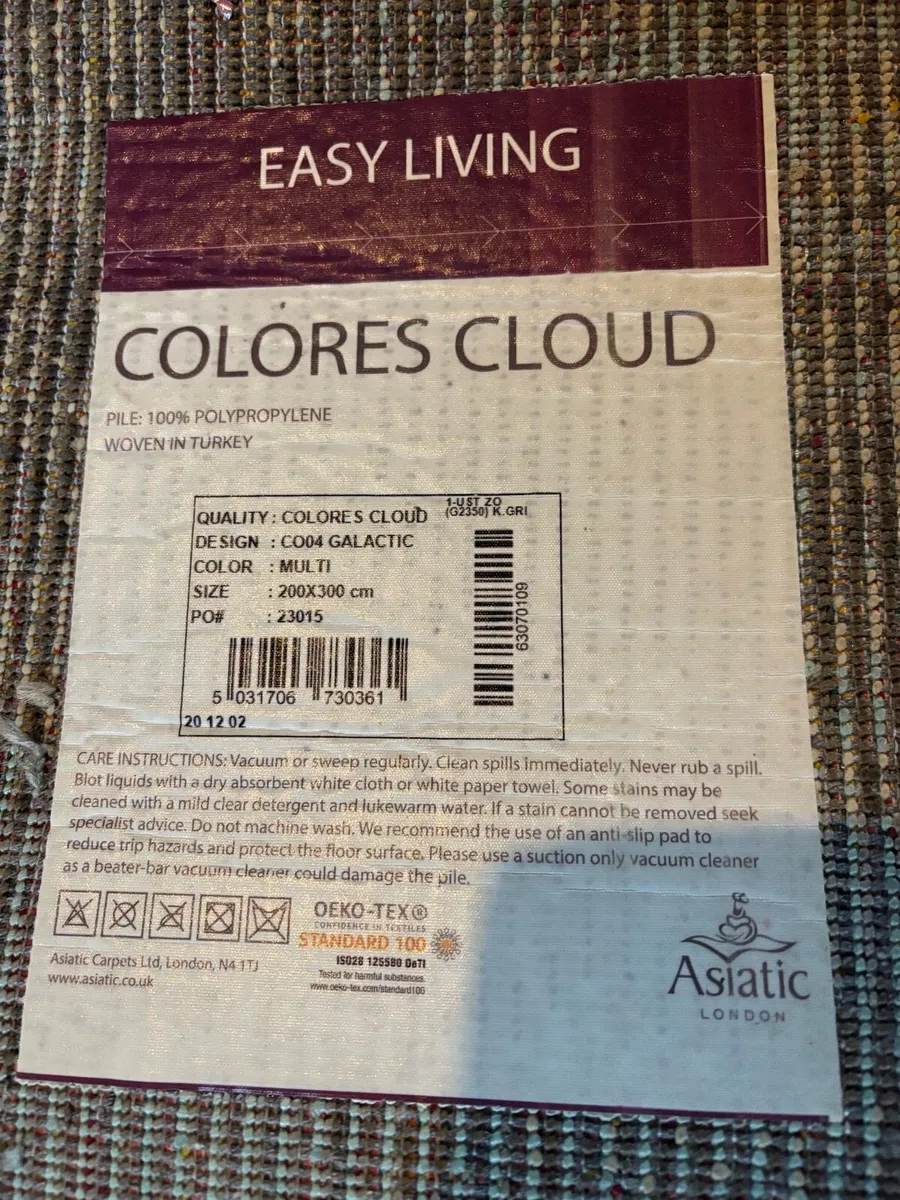 EASY LIVING
COLORES CLOUD
PILE: 100% POLYPROPYLENE
WOVEN IN TURKEY
1-UST ZO
(G2350) K.GRI
QUALITY : COLORES CLOUD
DESIGN : CO04 GALACTIC
COLOR : MULTI
SIZE : 200X300 cm
PO# : 23015
63070109
5 031706 730361
20 12 02
CARE INSTRUCTIONS: Vacuum or sweep regularly. Clean spills immediately. Never rub a spill.
Blot liquids with a dry absorbent white cloth or white paper towel. Some stains may be
cleaned with a mild clear detergent and lukewarm water. If a stain cannot be removed seek
specialist advice. Do not machine wash. We recommend the use of an anti-slip pad to
reduce trip hazards and protect the floor surface. Please use a suction only vacuum cleaner
as a beater-bar vacuum cleaner could damage the pile.
OEKO-TEX®
CONFIDENCE IN TEXTILES
STANDARD 100
IS028 125580 OeTI
Tested for harmful substances
www.oeko-tex.com/standard100
Asiatic Carpets Ltd, London, N4 1TJ
www.asiatic.co.uk
Asiatic
LONDON